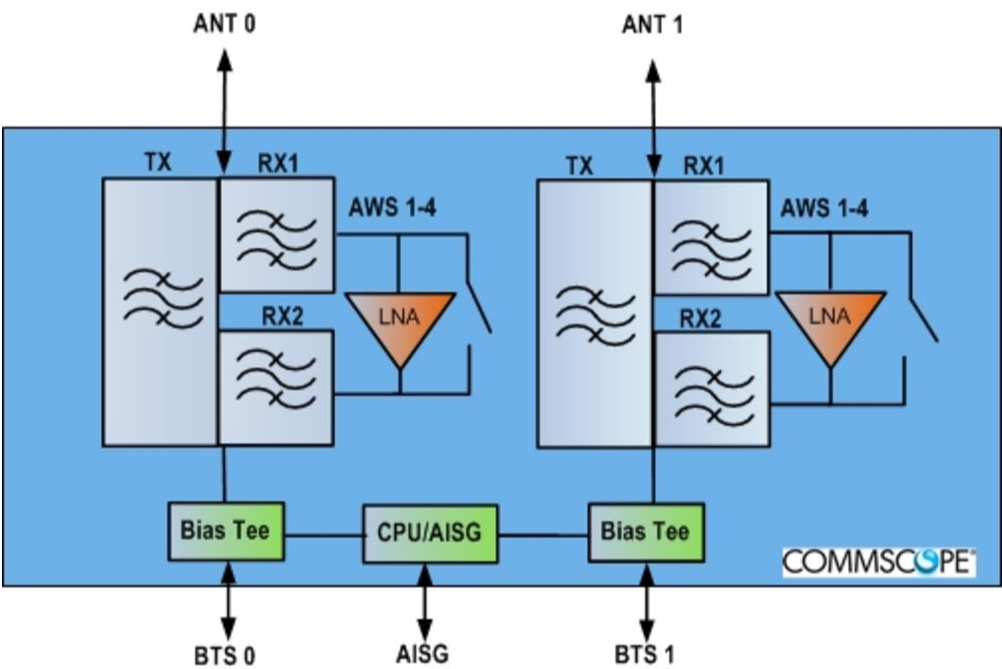 ANT 0
ANT 1
TX
RX1
TX
RX1
AWS 1-4
AWS 1-4
LNA
LNA
RX2
RX2
Bias Tee
CPU/AISG
Bias Tee
COMMSCOPE®
BTS 0
AISG
BTS 1